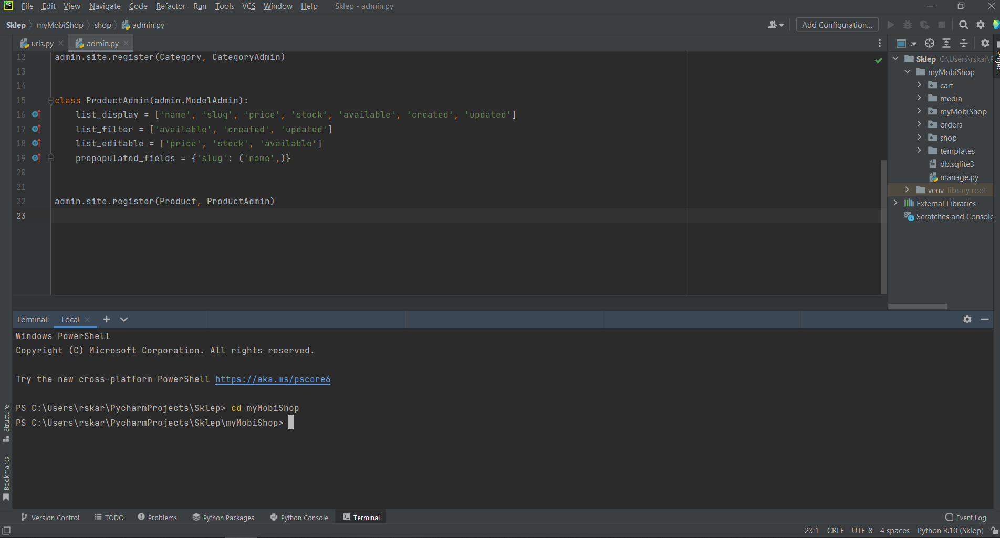 PC File Edit View Navigate Code Refactor Run Tools VCS Window Help Sklep - admin.py
Sklep myMobiShop shop admin.py Add Configuration...
urls.py admin.py
12 admin.site.register(Category, CategoryAdmin)
13
14
15 class ProductAdmin(admin.ModelAdmin):
16 list_display = ['name', 'slug', 'price', 'stock', 'available', 'created', 'updated']
17 list_filter = ['available', 'created', 'updated']
18 list_editable = ['price', 'stock', 'available']
19 prepopulated_fields = {'slug': ('name',)}
20
21
22 admin.site.register(Product, ProductAdmin)
23
Project
Sklep C:\Users\rskar\P
myMobiShop
cart
media
myMobiShop
orders
shop
templates
db.sqlite3
manage.py
venv library root
External Libraries
Scratches and Console
Terminal: Local
Windows PowerShell
Copyright (C) Microsoft Corporation. All rights reserved.
Try the new cross-platform PowerShell https://aka.ms/pscore6
PS C:\Users\rskar\PycharmProjects\Sklep> cd myMobiShop
PS C:\Users\rskar\PycharmProjects\Sklep\myMobiShop>
Structure
Bookmarks
Version Control TODO Problems Python Packages Python Console Terminal Event Log
23:1 CRLF UTF-8 4 spaces Python 3.10 (Sklep)